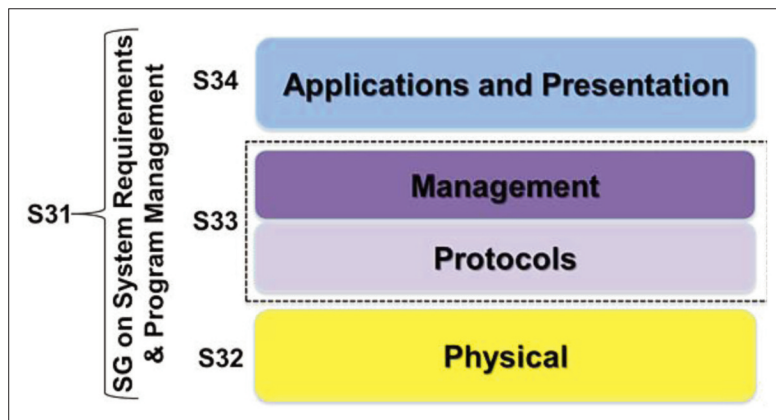 S31
SG on System Requirements
& Program Management
S34
Applications and Presentation
S33
Management
Protocols
S32
Physical